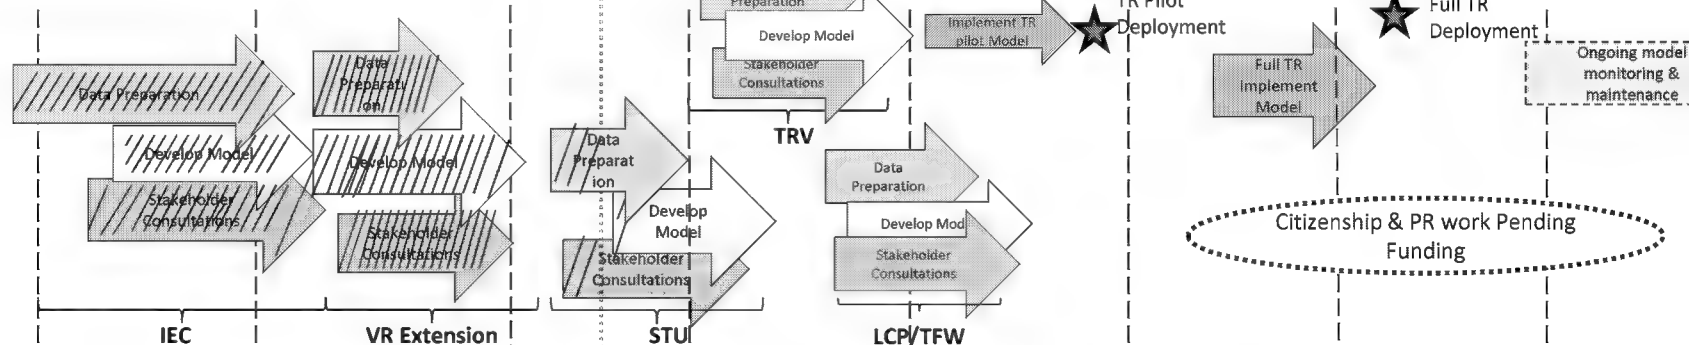 Preparation
Develop Model
Stakeholder
Consultations
TRV
Implement TR
pilot Model
TR Pilot
Deployment
Full TR
Deployment
Full TR
Implement
Model
Ongoing model
monitoring &
maintenance
Data Preparation
Develop Model
Stakeholder
Consultations
IEC
Data
Preparati
on
Develop Model
Stakeholder
Consultations
VR Extension
Data
Preparat
ion
Develop
Model
Stakeholder
Consultations
STU
Data
Preparation
Develop Mod
Stakeholder
Consultations
LCP/TFW
Citizenship & PR work Pending
Funding